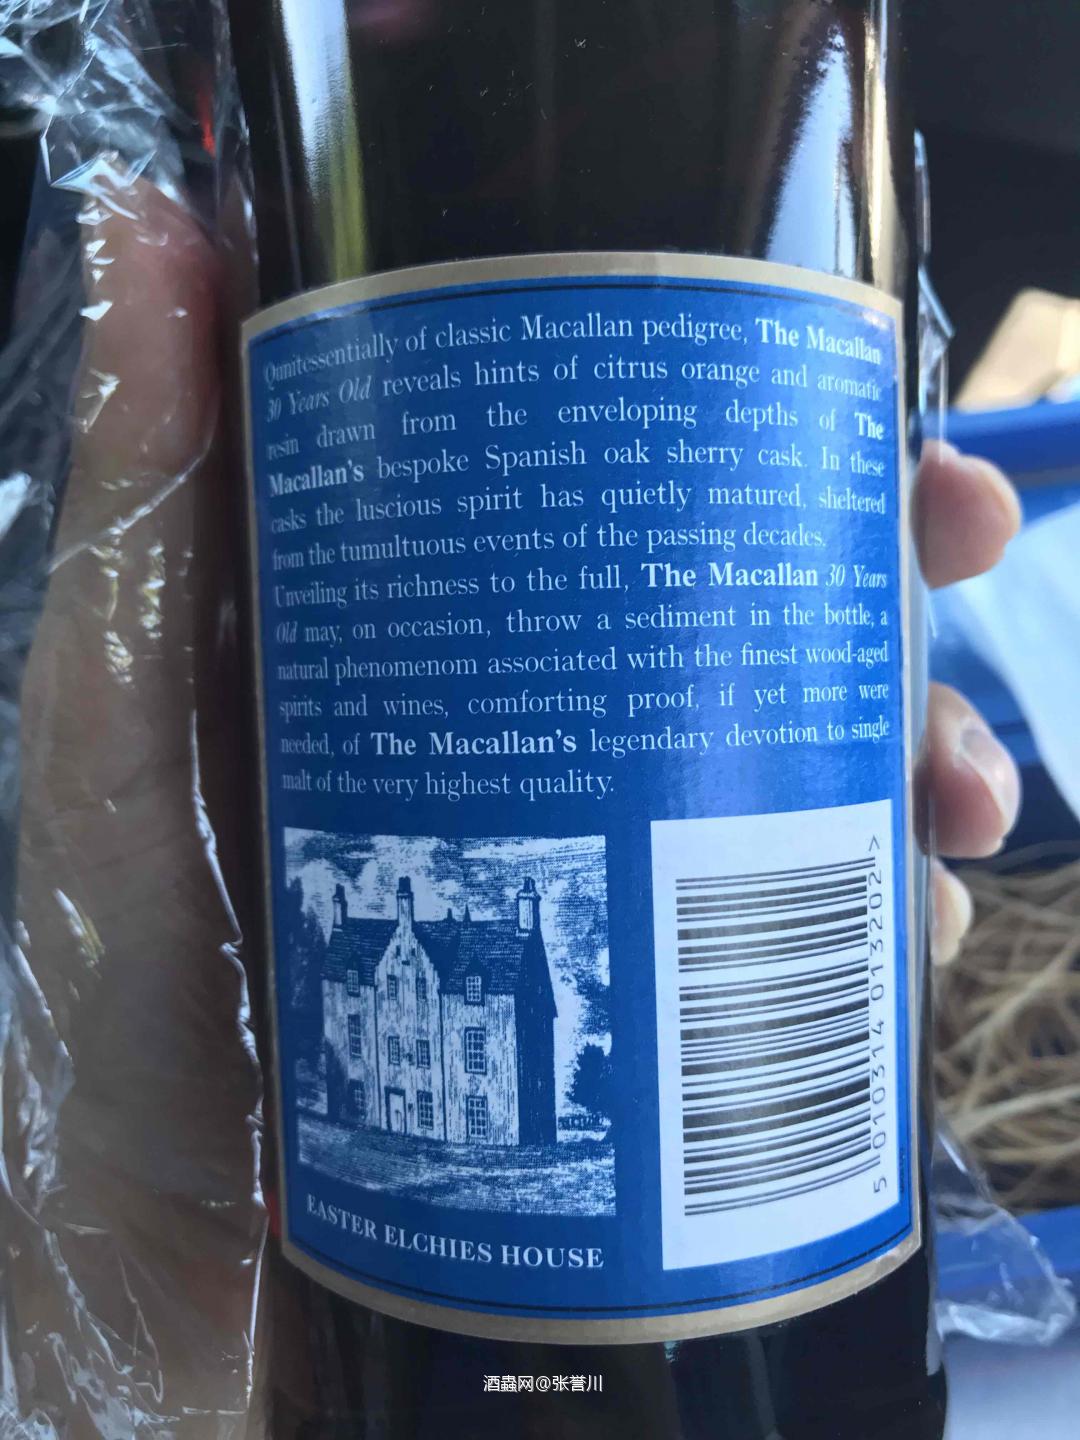 Qunitessentially of classic Macallan pedigree, The Macallan
30 Years Old reveals hints of citrus orange and aromatic
resin drawn from the enveloping depths of The
Macallan's bespoke Spanish oak sherry cask. In these
casks the luscious spirit has quietly matured, sheltered
from the tumultuous events of the passing decades.
Unveiling its richness to the full, The Macallan 30 Years
Old may, on occasion, throw a sediment in the bottle, a
natural phenomenom associated with the finest wood-aged
spirits and wines, comforting proof, if yet more were
needed, of The Macallan's legendary devotion to single
malt of the very highest quality.
EASTER ELCHIES HOUSE
5 010314 013202 >
酒蟲网@张誉川